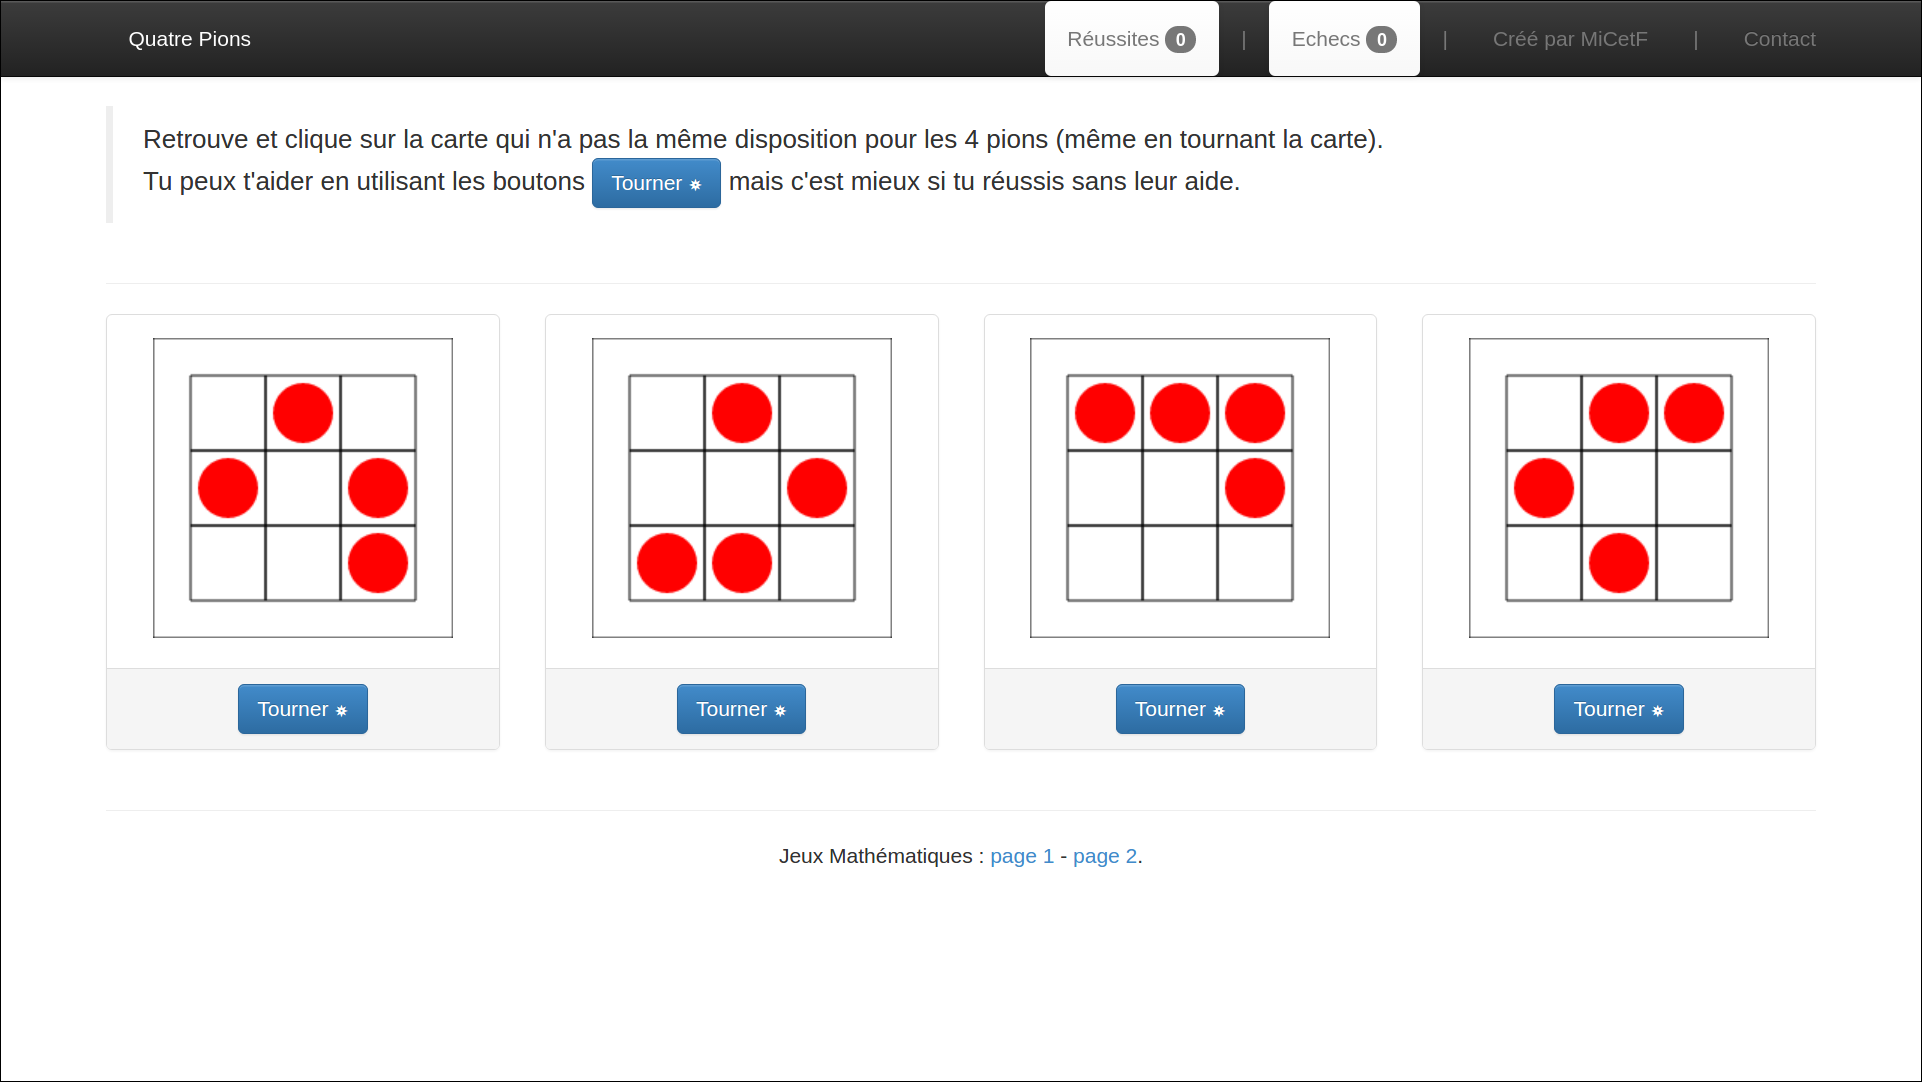 Quatre Pions
Réussites 0 | Echecs 0 | Créé par MiCetF | Contact
Retrouve et clique sur la carte qui n'a pas la même disposition pour les 4 pions (même en tournant la carte).
Tu peux t'aider en utilisant les boutons Tourner mais c'est mieux si tu réussis sans leur aide.
Tourner
Tourner
Tourner
Tourner
Jeux Mathématiques : page 1 - page 2.